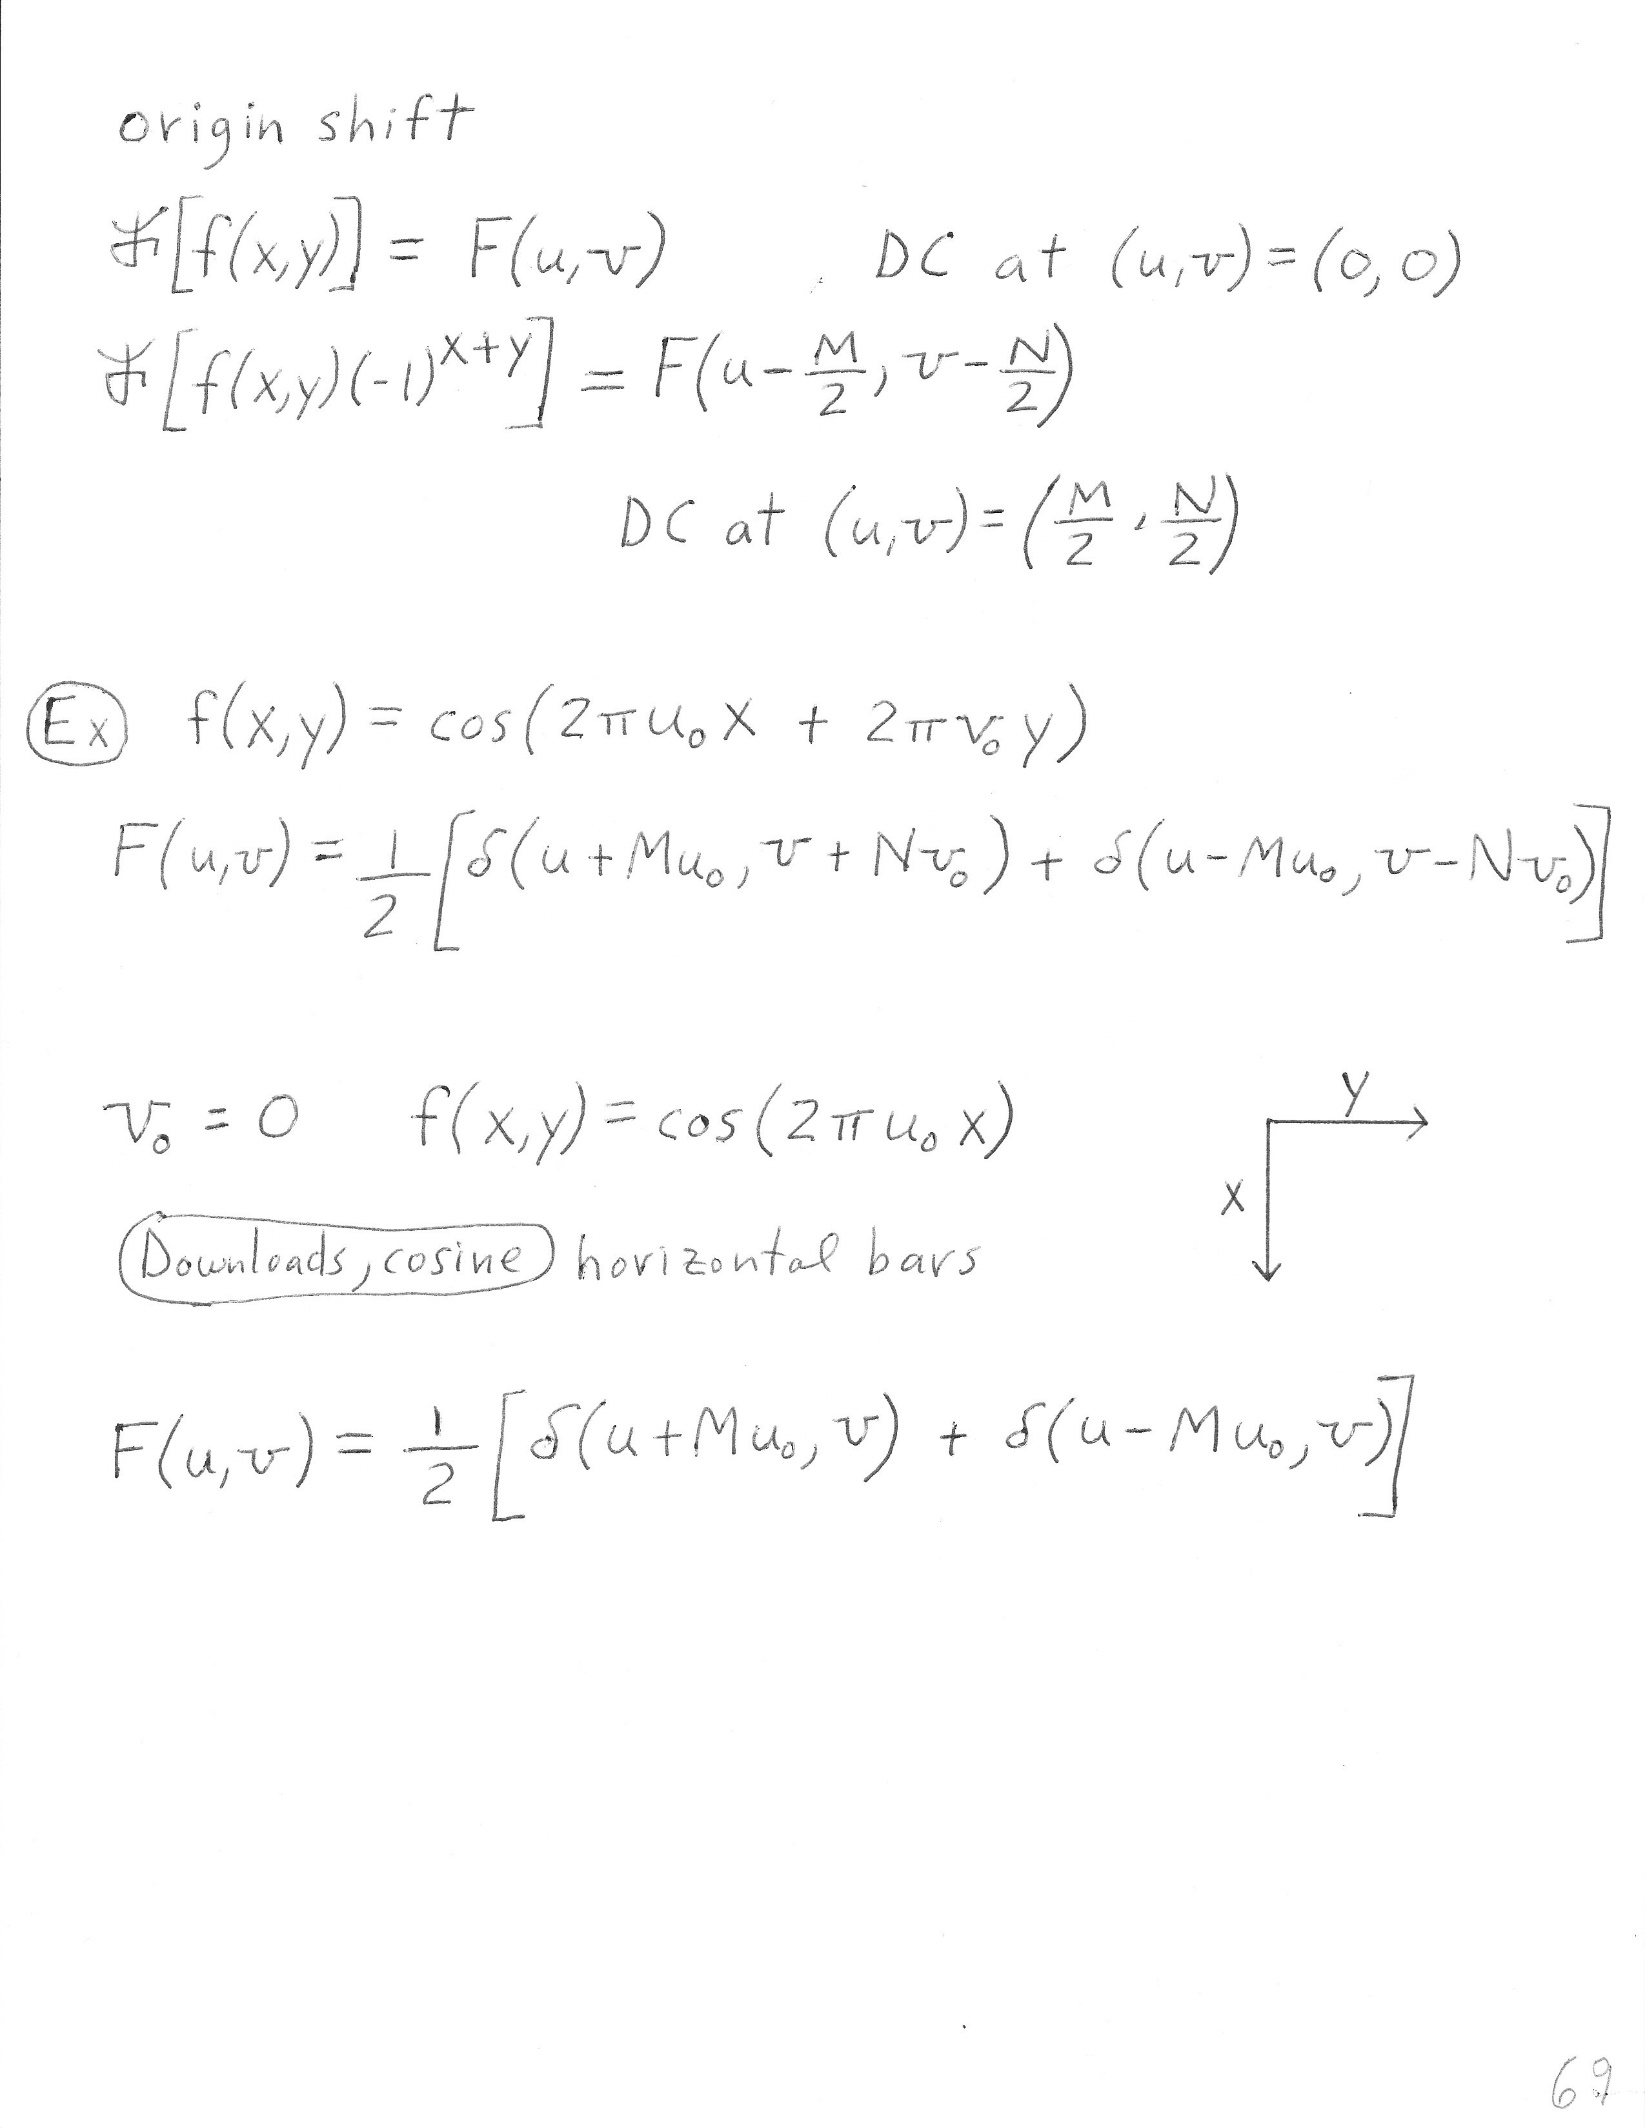 origin shift
ℱ[f(x,y)] = F(u,v) DC at (u,v)=(0,0)
ℱ[f(x,y)(-1)^{x+y}] = F(u-M/2, v-N/2)
DC at (u,v)=(M/2, N/2)
Ex f(x,y) = cos(2πu₀x + 2πv₀y)
F(u,v) = 1/2 [δ(u+Mu₀, v+Nv₀) + δ(u-Mu₀, v-Nv₀)]
v₀ = 0 f(x,y) = cos(2πu₀x)
y
x
Downloads, cosine horizontal bars
F(u,v) = 1/2 [δ(u+Mu₀, v) + δ(u-Mu₀, v)]
69